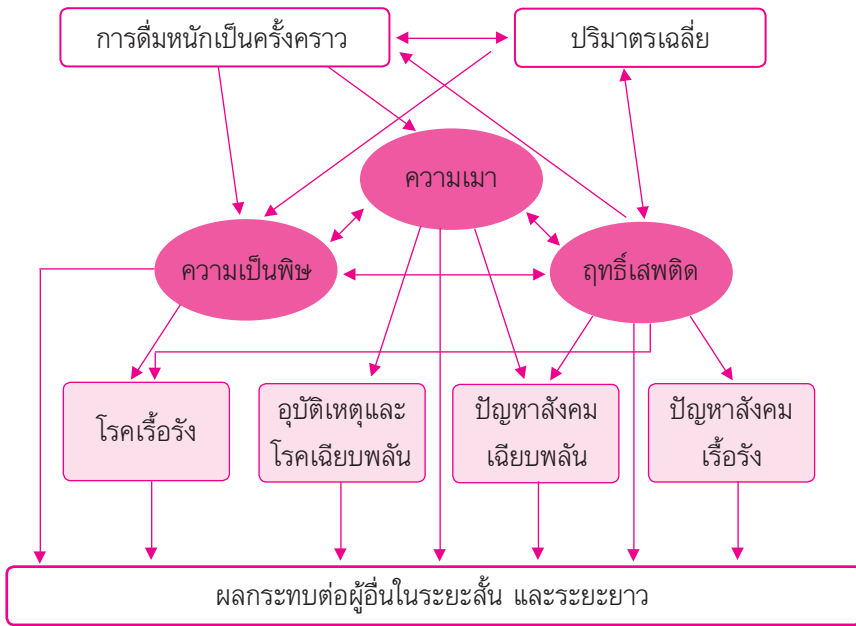 การดื่มหนักเป็นครั้งคราว
ปริมาตรเฉลี่ย
ความเมา
ความเป็นพิษ
ฤทธิ์เสพติด
โรคเรื้อรัง
อุบัติเหตุและ
โรคเฉียบพลัน
ปัญหาสังคม
เฉียบพลัน
ปัญหาสังคม
เรื้อรัง
ผลกระทบต่อผู้อื่นในระยะสั้น และระยะยาว